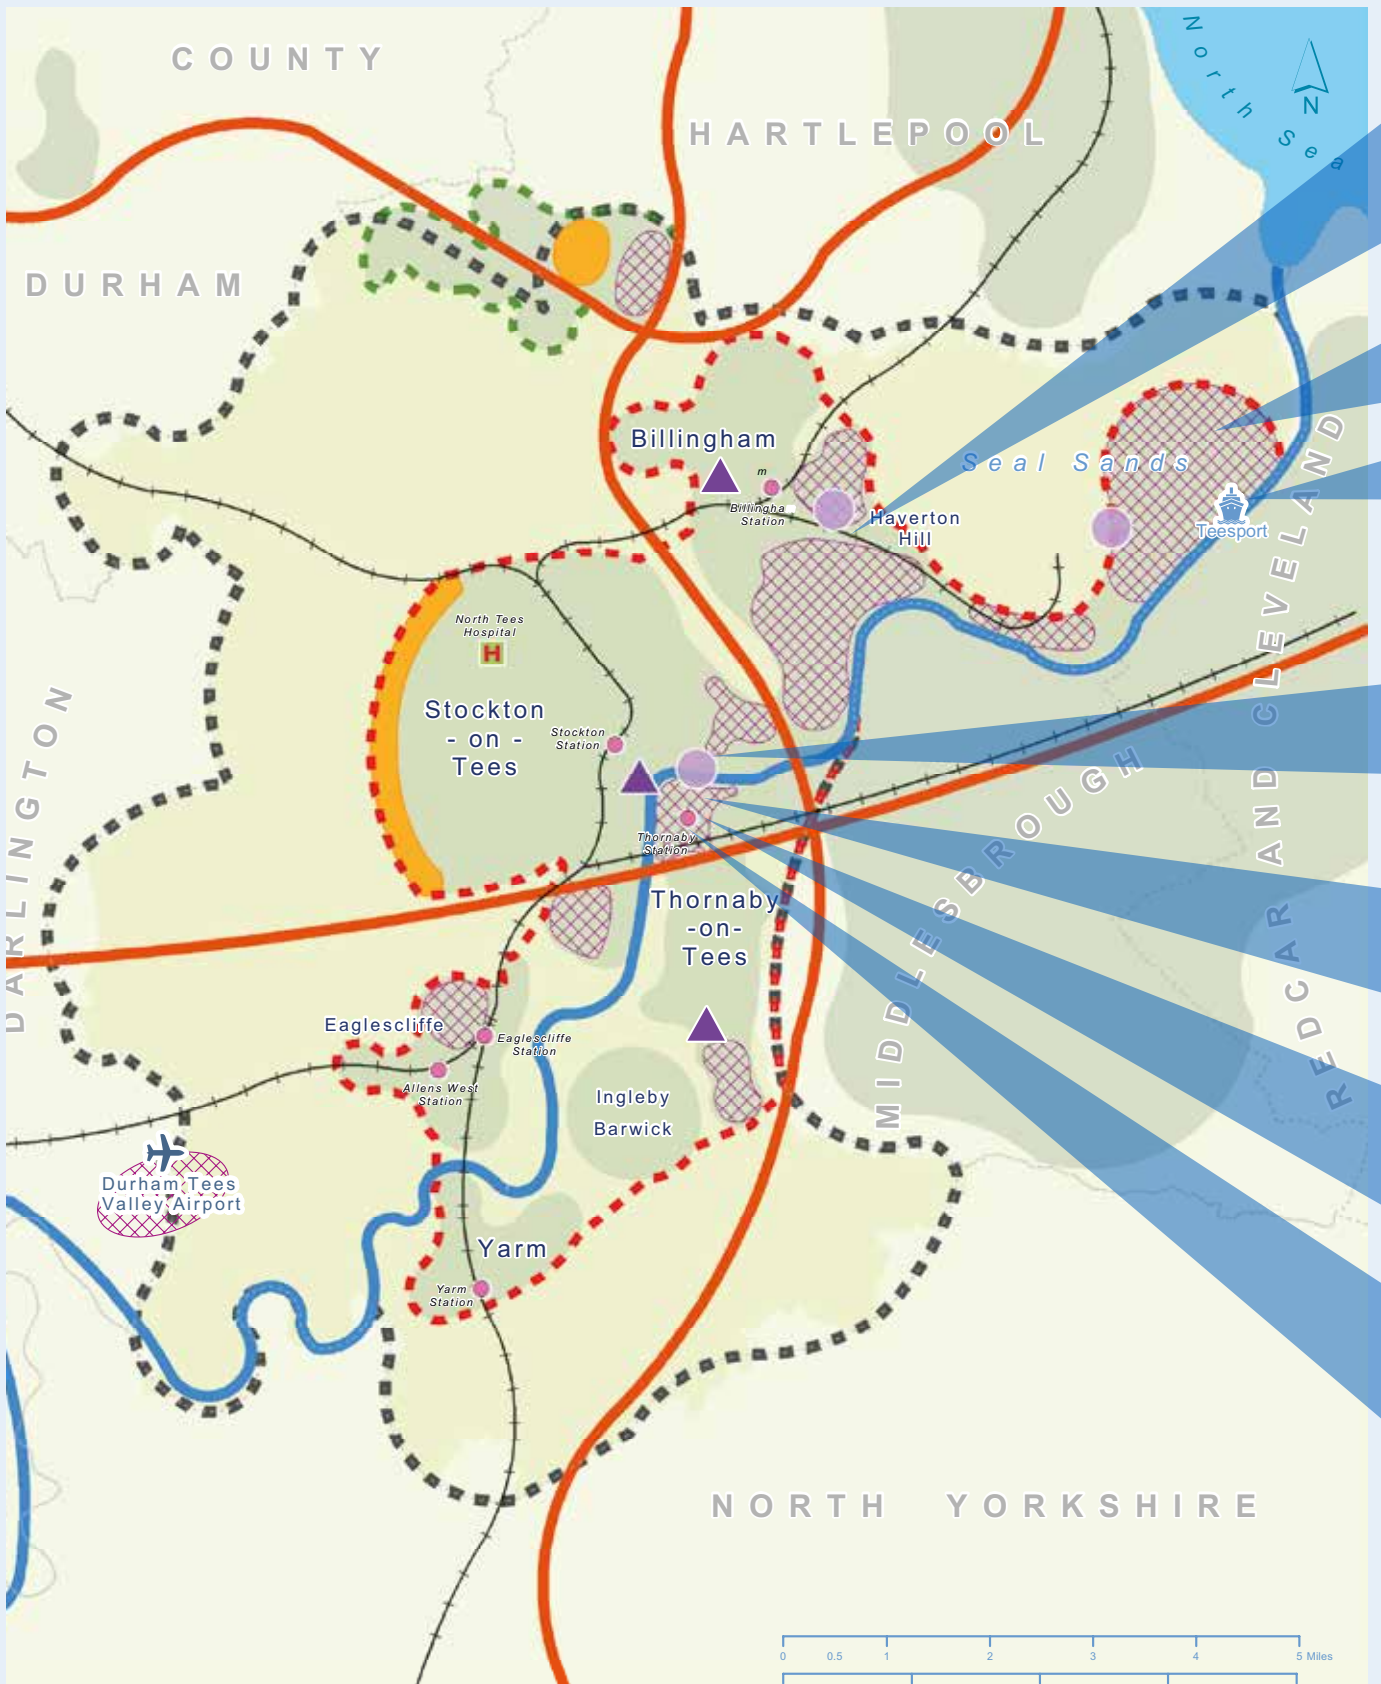 COUNTY
North Sea
N
HARTLEPOOL
DURHAM
Billingham
m
Billingha
Station
Seal Sands
Haverton
Hill
Teesport
North Tees
Hospital
H
Stockton
- on -
Tees
Stockton
Station
Thornaby
Station
Thornaby
-on-
Tees
DARLINGTON
MIDDLESBROUGH
REDCAR AND CLEVELAND
Eaglescliffe
Eaglescliffe
Station
Allens West
Station
Ingleby
Barwick
Durham Tees
Valley Airport
Yarm
Yarm
Station
NORTH YORKSHIRE
0 0.5 1 2 3 4 5 Miles